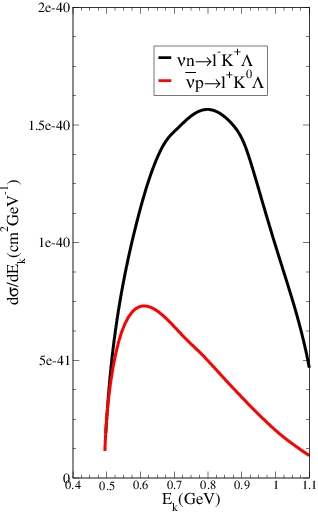 2e-40
1.5e-40
1e-40
5e-41
0
dσ/dE_k(cm²GeV⁻¹)
νn→l⁻K⁺Λ
ν̅p→l⁺K⁰Λ
0.4 0.5 0.6 0.7 0.8 0.9 1 1.1
E_k(GeV)